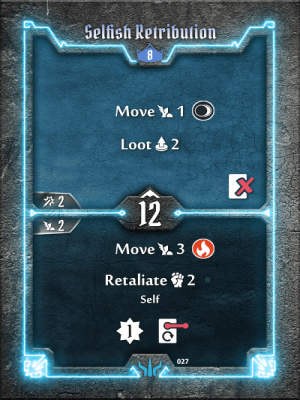 Selfish Retribution
8
Move 1
Loot 2
2
12
2
Move 3
Retaliate 2
Self
1
027